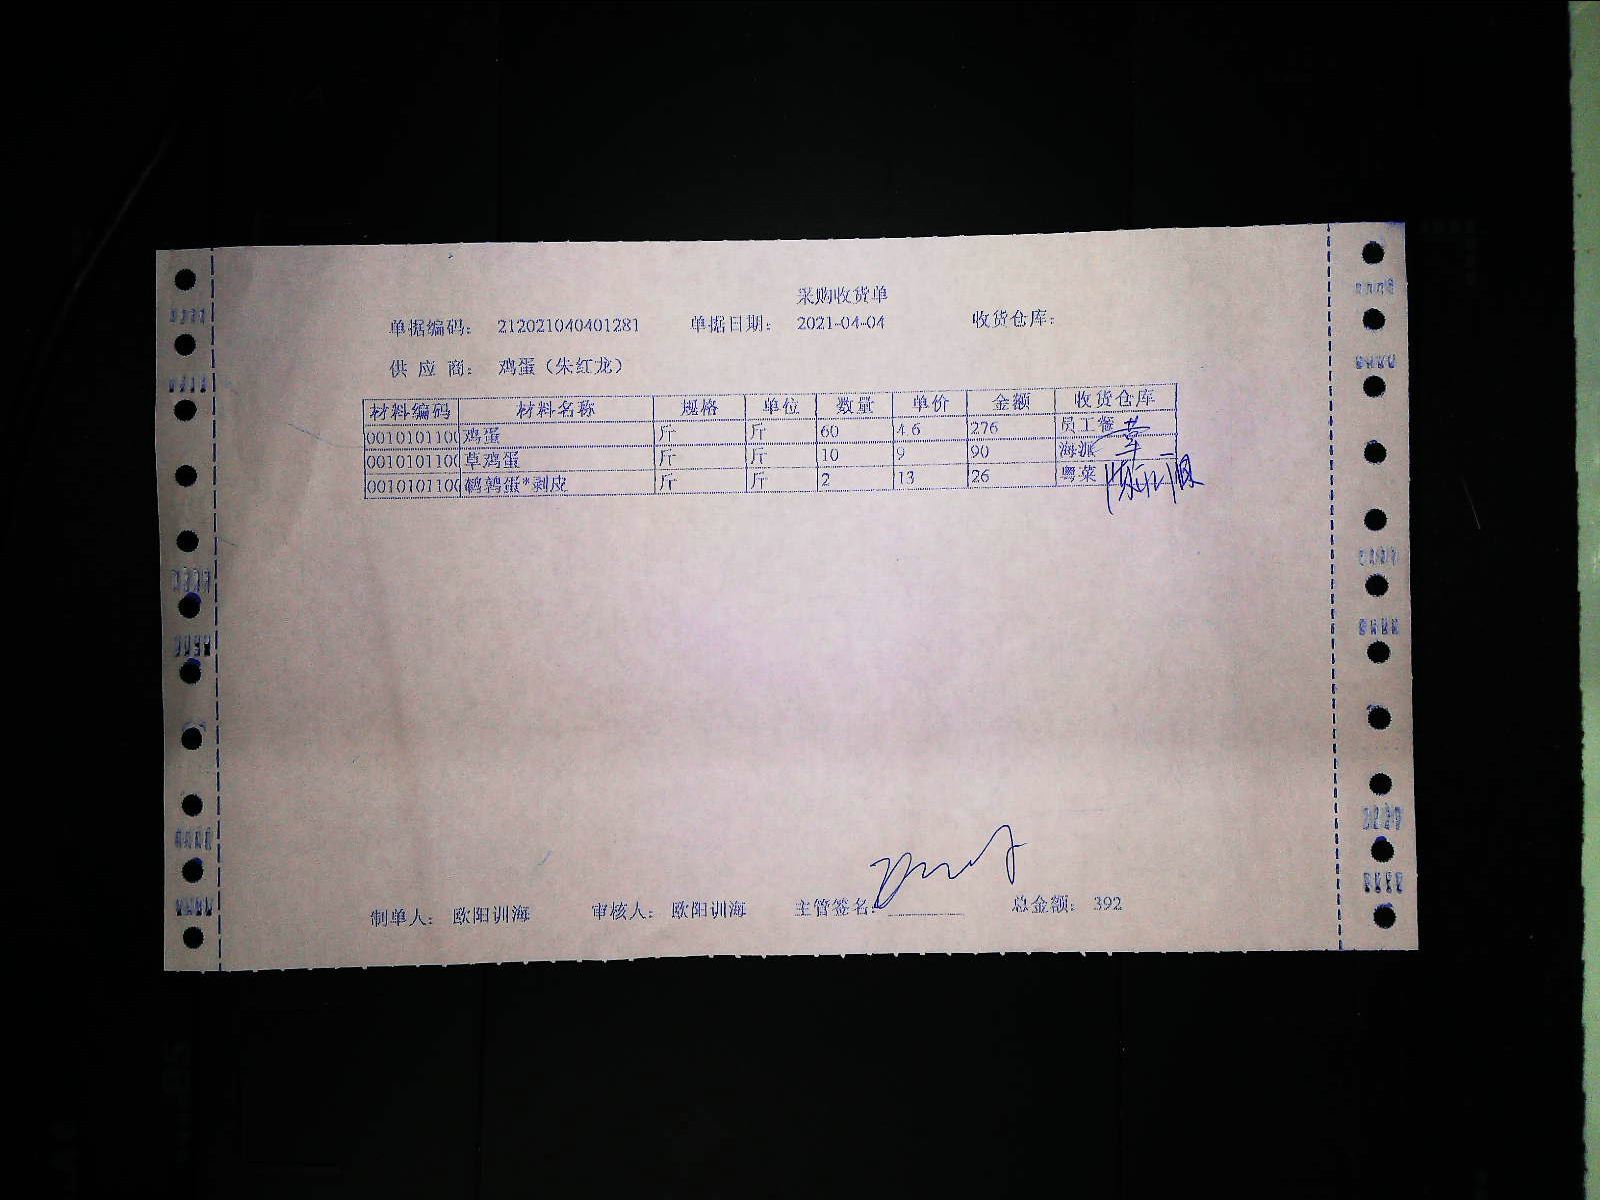 采购收货单
单据编码: 212021040401281 单据日期: 2021-04-04 收货仓库:
供 应 商: 鸡蛋（朱红龙）
材料编码 材料名称 规格 单位 数量 单价 金额 收货仓库
0010101100 鸡蛋 斤 斤 60 4.6 276 员工餐
0010101100 草鸡蛋 斤 斤 10 9 90 海派
0010101100 鹌鹑蛋*剥皮 斤 斤 2 13 26 粤菜
制单人: 欧阳训海 审核人: 欧阳训海 主管签名: 总金额: 392